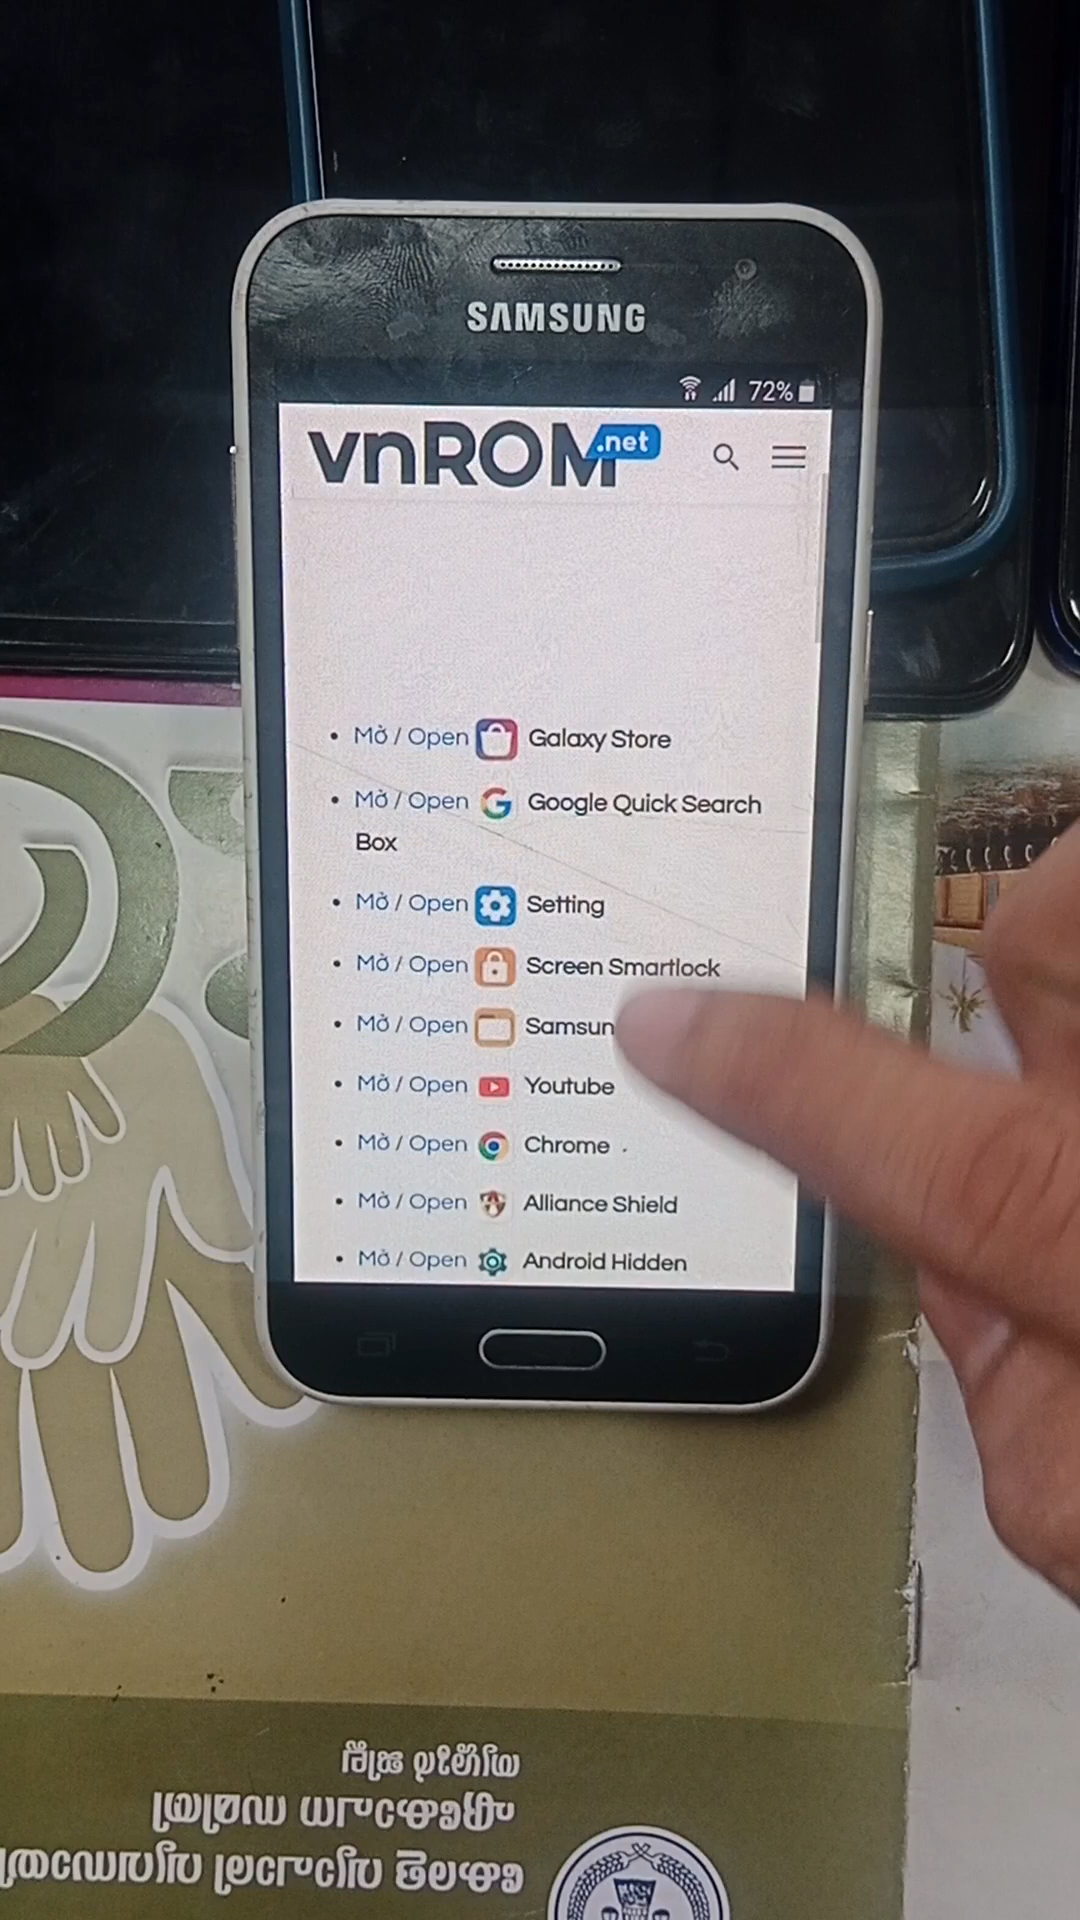 SAMSUNG
72%
vnROM.net
Mở / Open Galaxy Store
Mở / Open Google Quick Search
Box
Mở / Open Setting
Mở / Open Screen Smartlock
Mở / Open Samsun
Mở / Open Youtube
Mở / Open Chrome
Mở / Open Alliance Shield
Mở / Open Android Hidden